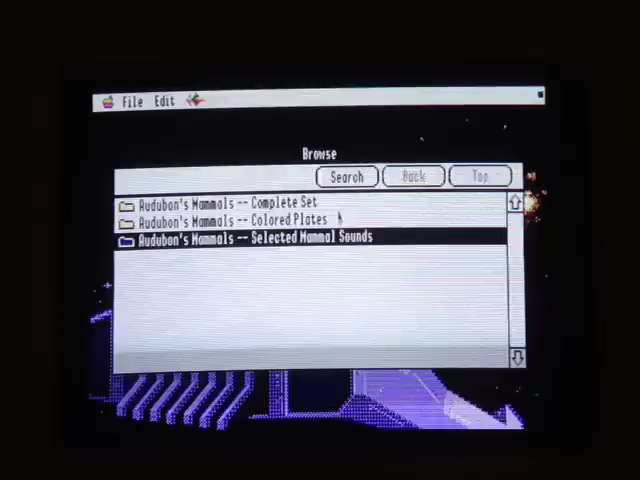 File Edit
Browse
Search Back Top
Audubon's Mammals -- Complete Set
Audubon's Mammals -- Colored Plates
Audubon's Mammals -- Selected Mammal Sounds